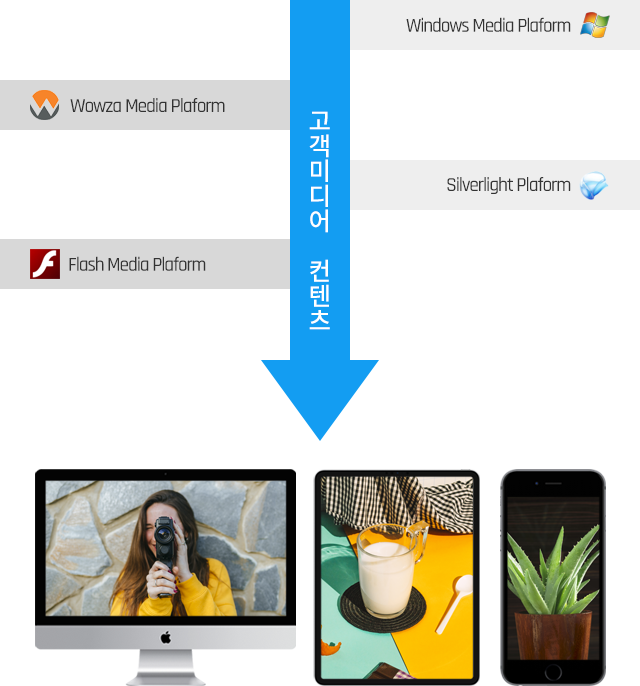 Windows Media Plaform
Wowza Media Plaform
고객미디어 컨텐츠
Silverlight Plaform
Flash Media Plaform